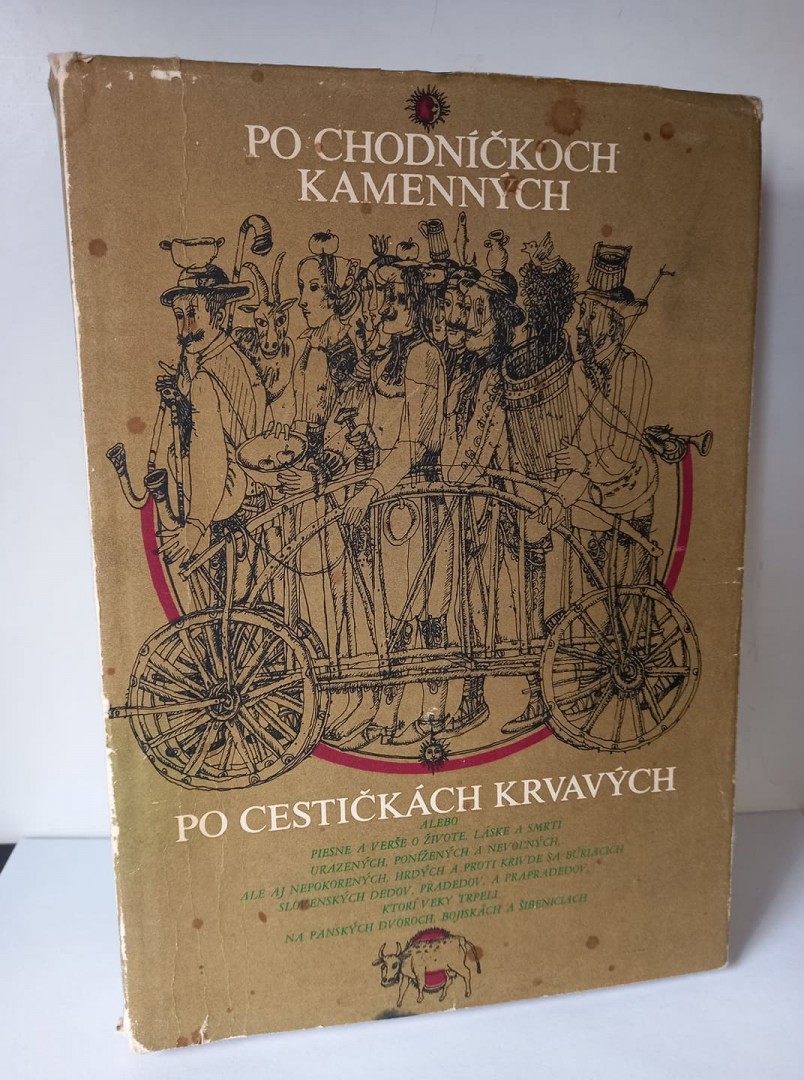 PO CHODNÍČKOCH
KAMENNÝCH
PO CESTIČKÁCH KRVAVÝCH
ALEBO
PIESNE A VERŠE O ŽIVOTE, LÁSKE A SMRTI
URAZENÝCH, PONÍŽENÝCH A NEVOĽNÝCH,
ALE AJ NEPOKORENÝCH, HRDÝCH A PROTI KRIVDE SA BÚRIACICH
SLOVENSKÝCH DEDOV, PRADEDOV, A PRAPRADEDOV,
KTORÍ VEKY TRPELI
NA PANSKÝCH DVOROCH, BOJISKÁCH A ŠIBENICIACH